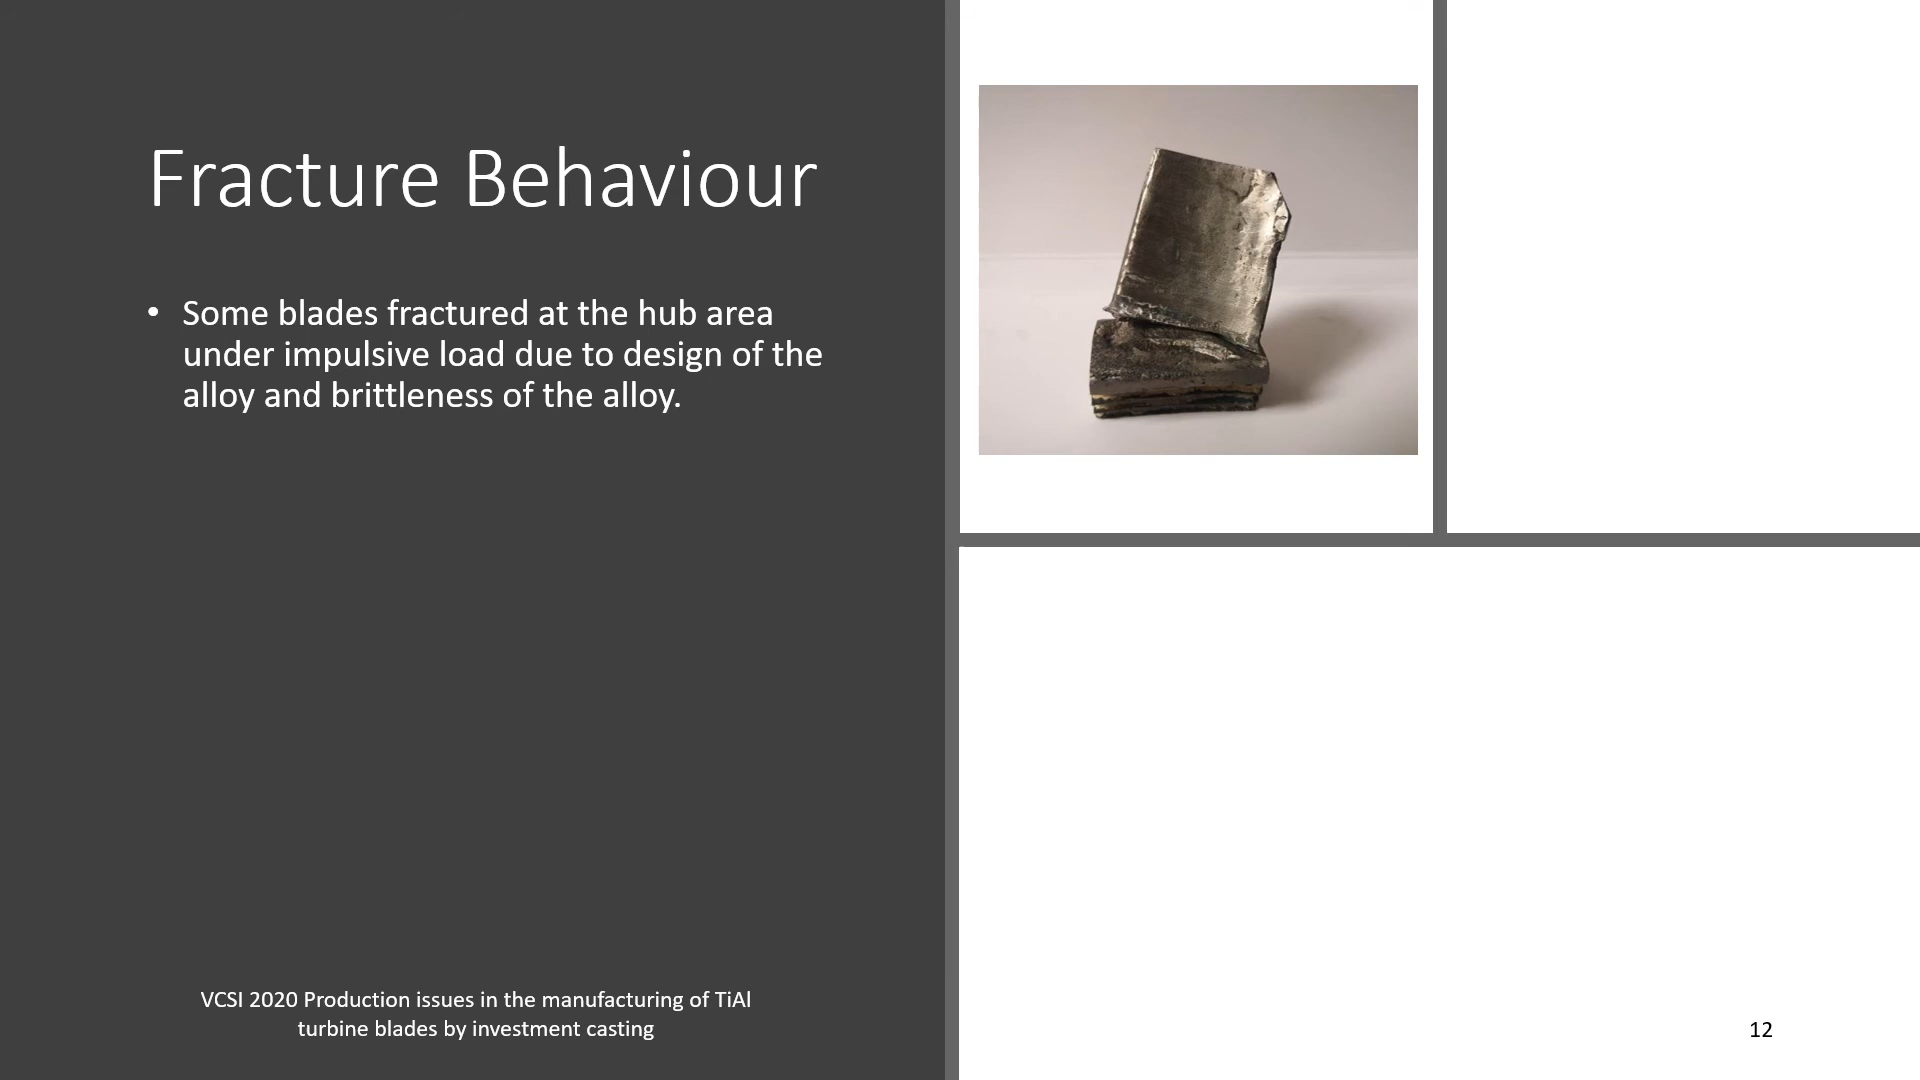 Fracture Behaviour
• Some blades fractured at the hub area
under impulsive load due to design of the
alloy and brittleness of the alloy.
VCSI 2020 Production issues in the manufacturing of TiAl
turbine blades by investment casting
12